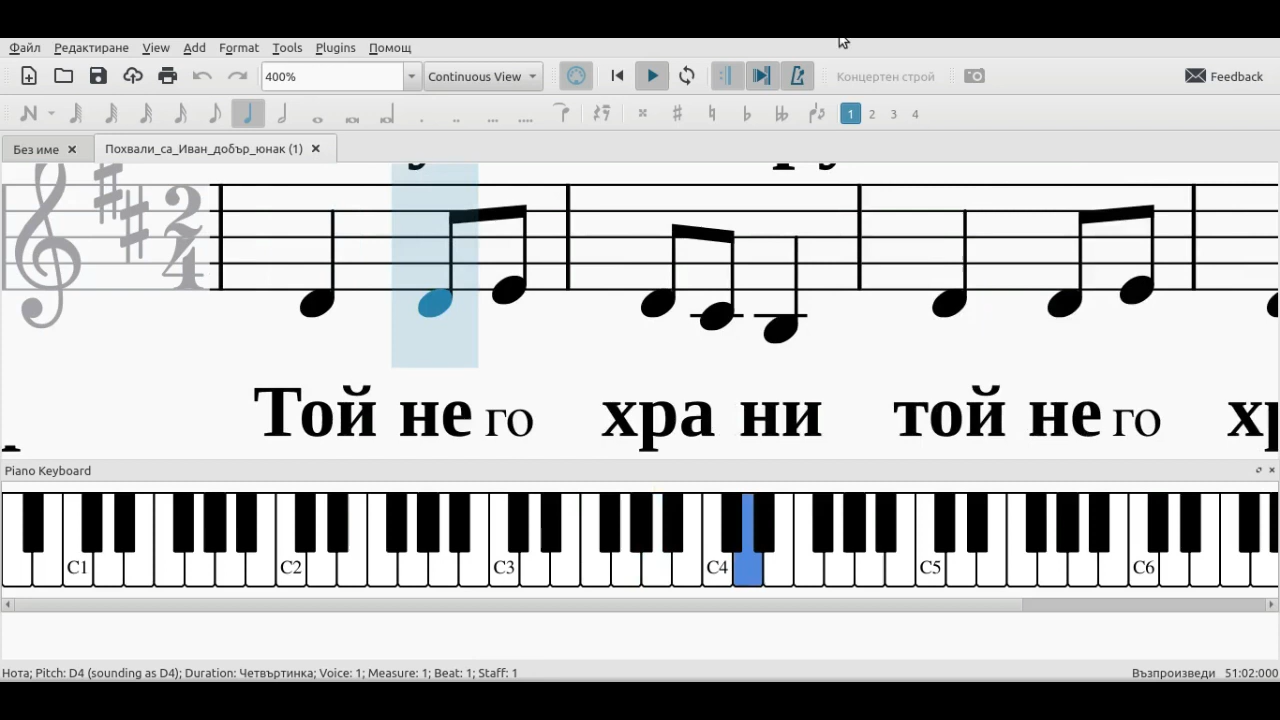 Файл Редактиране View Add Format Tools Plugins Помощ
400% Continuous View Концертен строй Feedback
1 2 3 4
Без име Похвали_са_Иван_добър_юнак (1)
2
4
Той не го хра ни той не го
Piano Keyboard
C1 C2 C3 C4 C5 C6
Нота; Pitch: D4 (sounding as D4); Duration: Четвъртинка; Voice: 1; Measure: 1; Beat: 1; Staff: 1 Възпроизведи 51:02:000